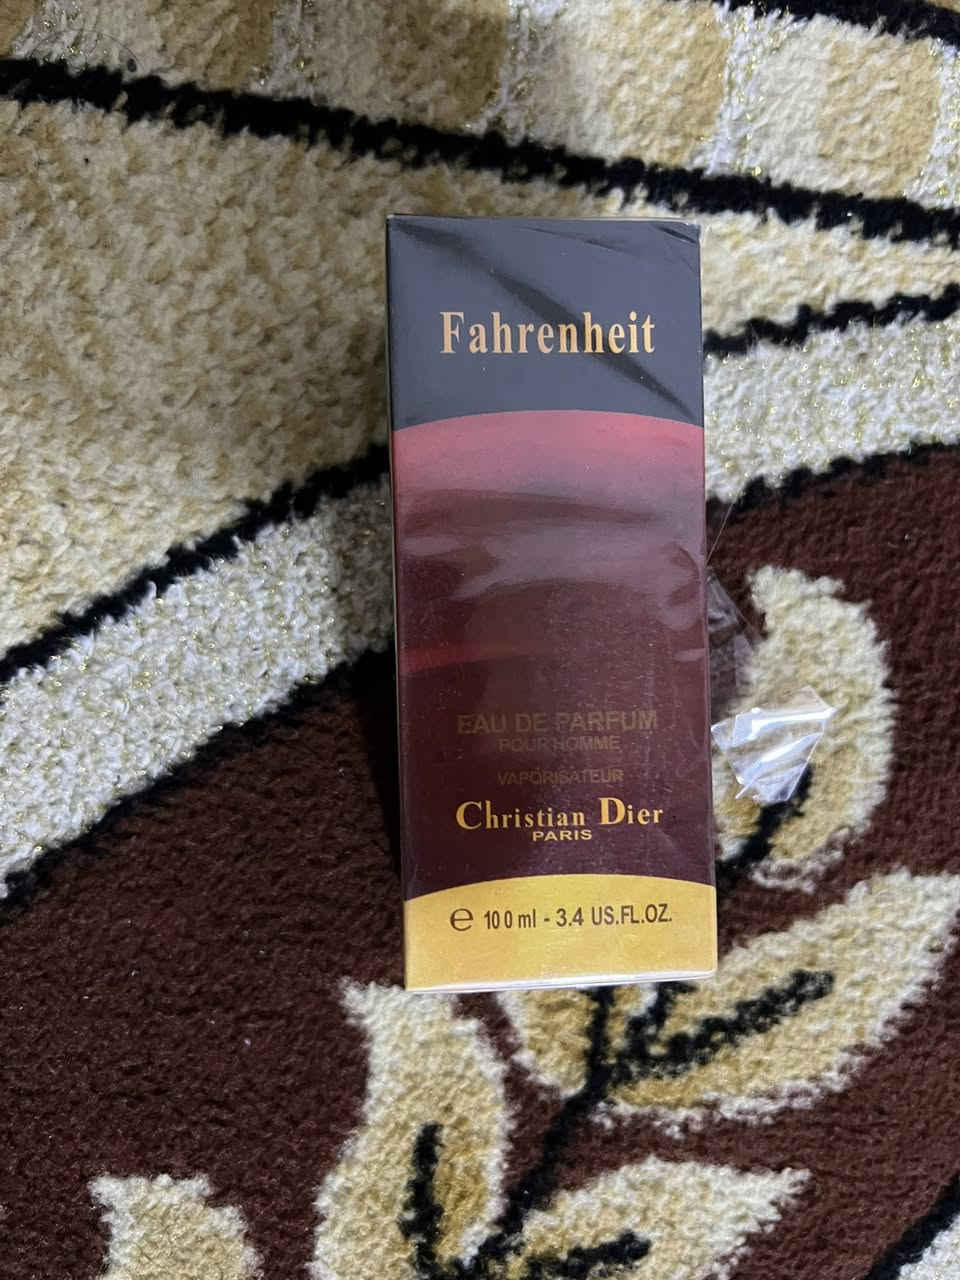 Fahrenheit
EAU DE PARFUM
POUR HOMME
VAPORISATEUR
Christian Dier
PARIS
e 100 ml - 3.4 US.FL.OZ.